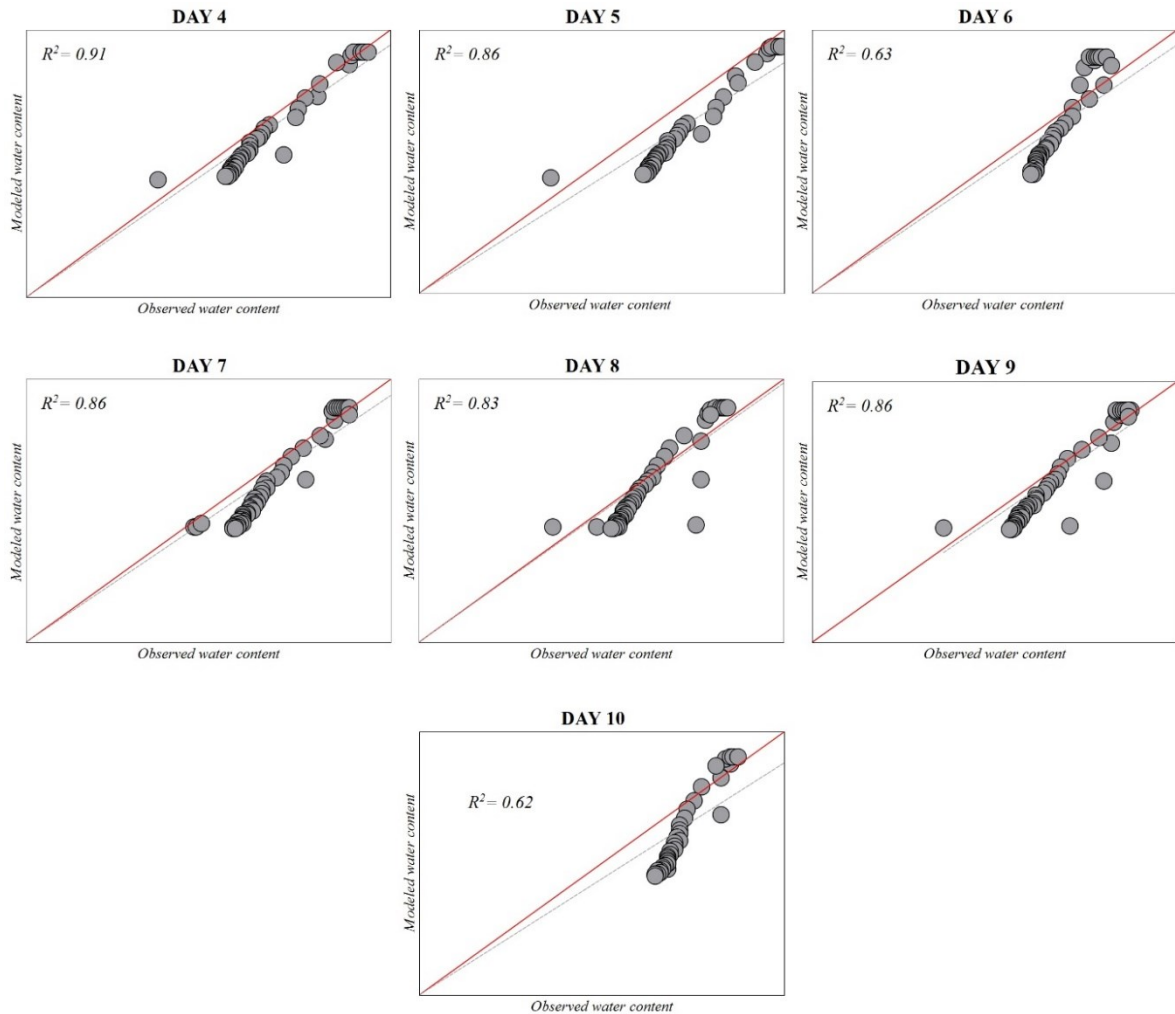 DAY 4
R² = 0.91
Modeled water content
Observed water content
DAY 5
R² = 0.86
Modeled water content
Observed water content
DAY 6
R² = 0.63
Modeled water content
Observed water content
DAY 7
R² = 0.86
Modeled water content
Observed water content
DAY 8
R² = 0.83
Modeled water content
Observed water content
DAY 9
R² = 0.86
Modeled water content
Observed water content
DAY 10
R² = 0.62
Modeled water content
Observed water content